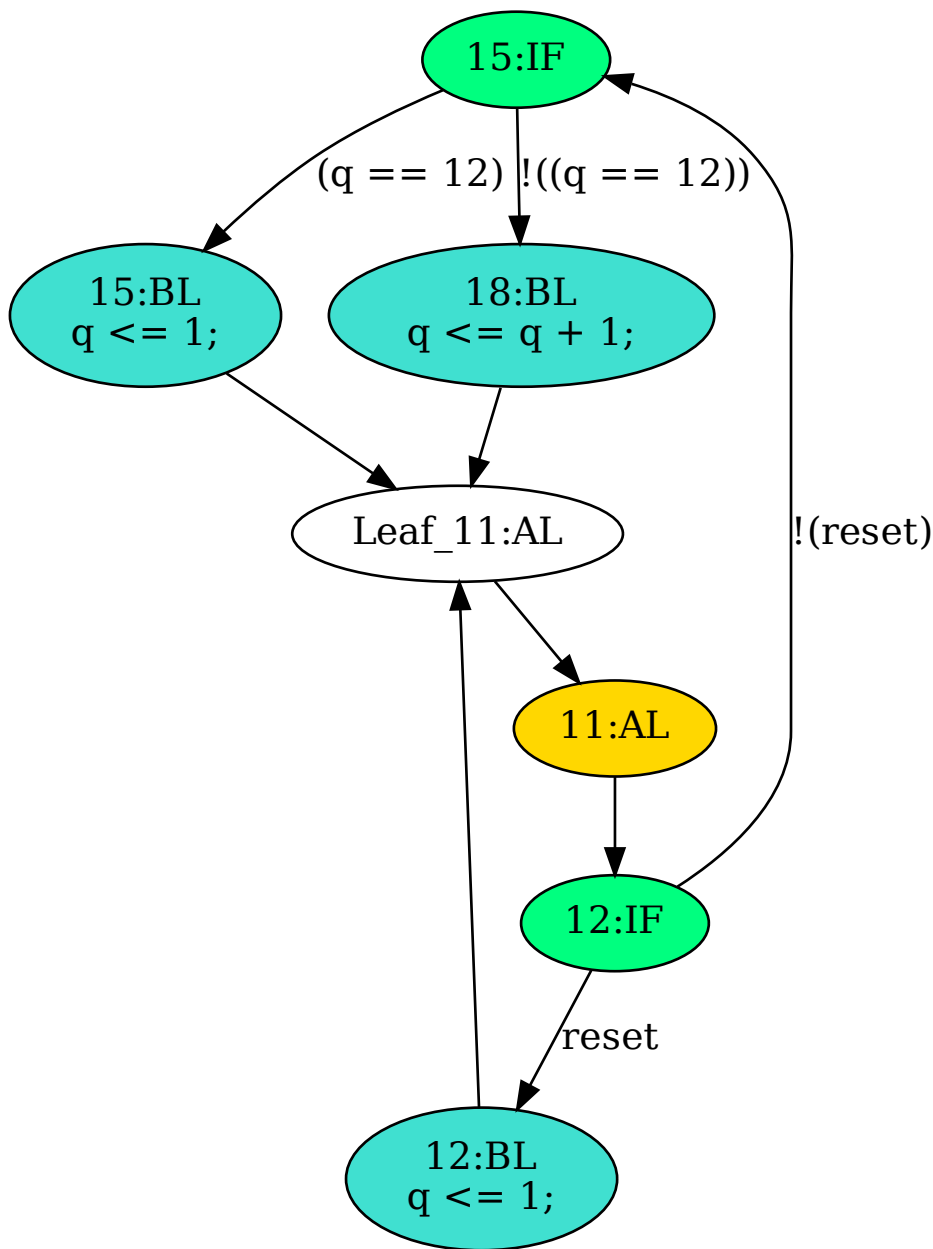 15:IF
(q == 12)
!((q == 12))
15:BL
q <= 1;
18:BL
q <= q + 1;
Leaf_11:AL
!(reset)
11:AL
12:IF
reset
12:BL
q <= 1;